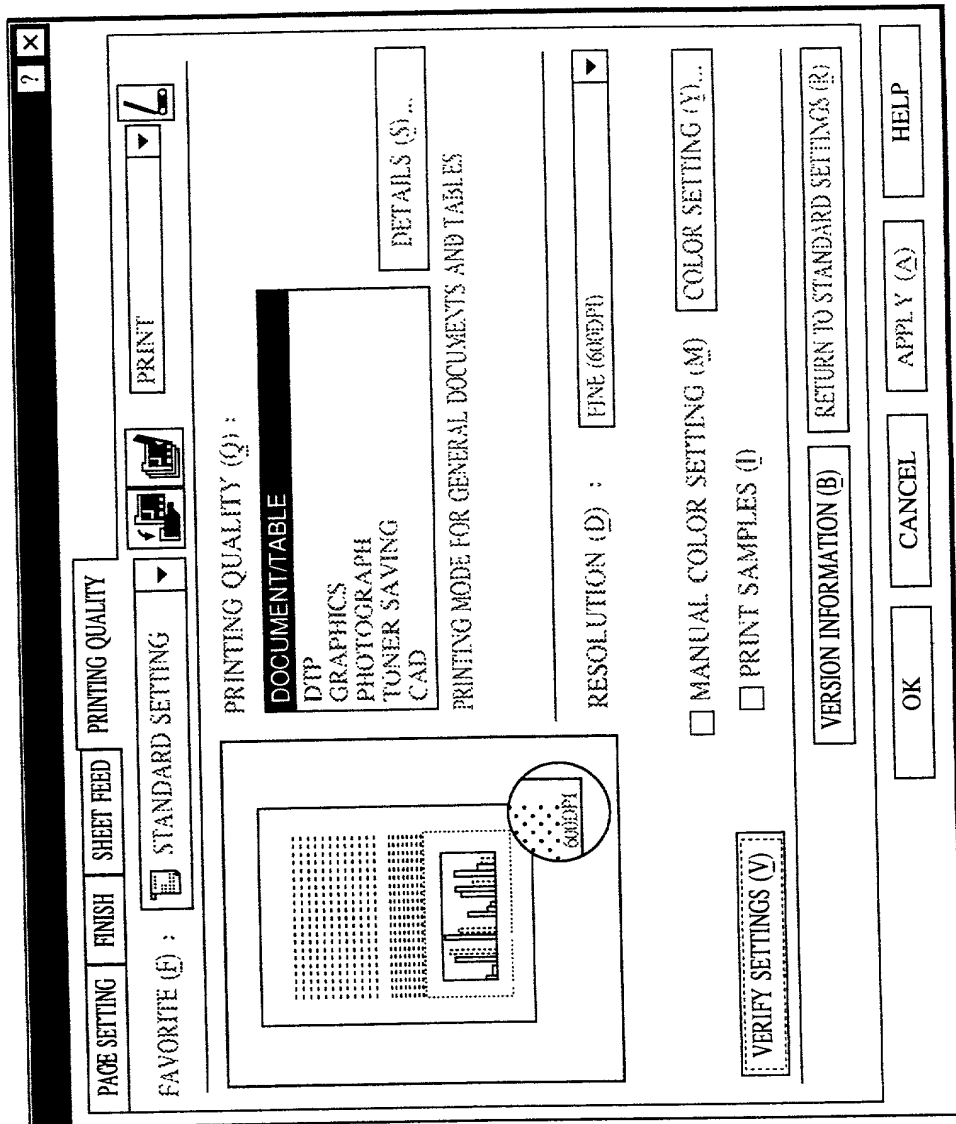 ? ×
PAGE SETTING FINISH SHEET FEED PRINTING QUALITY
FAVORITE (F) : STANDARD SETTING PRINT
PRINTING QUALITY (Q) :
DOCUMENT/TABLE
DTP
GRAPHICS
PHOTOGRAPH
TONER SAVING
CAD
DETAILS (S)...
PRINTING MODE FOR GENERAL DOCUMENTS AND TABLES
600DPI
RESOLUTION (D) : FINE (600DPI)
MANUAL COLOR SETTING (M) COLOR SETTING (Y)...
PRINT SAMPLES (I)
VERIFY SETTINGS (V)
VERSION INFORMATION (B) RETURN TO STANDARD SETTINGS (R)
OK CANCEL APPLY (A) HELP